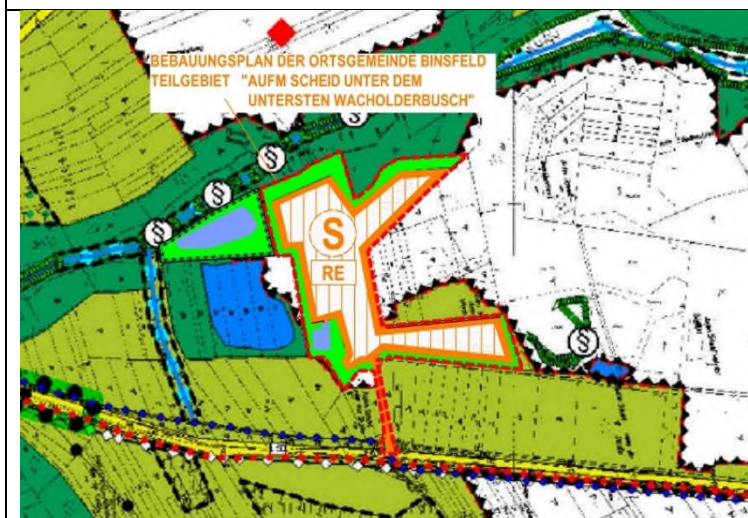 BEBAUUNGSPLAN DER ORTSGEMEINDE BINSFELD
TEILGEBIET "AUFM SCHEID UNTER DEM
UNTERSTEN WACHOLDERBUSCH"
§
§
§
§
S
RE
§